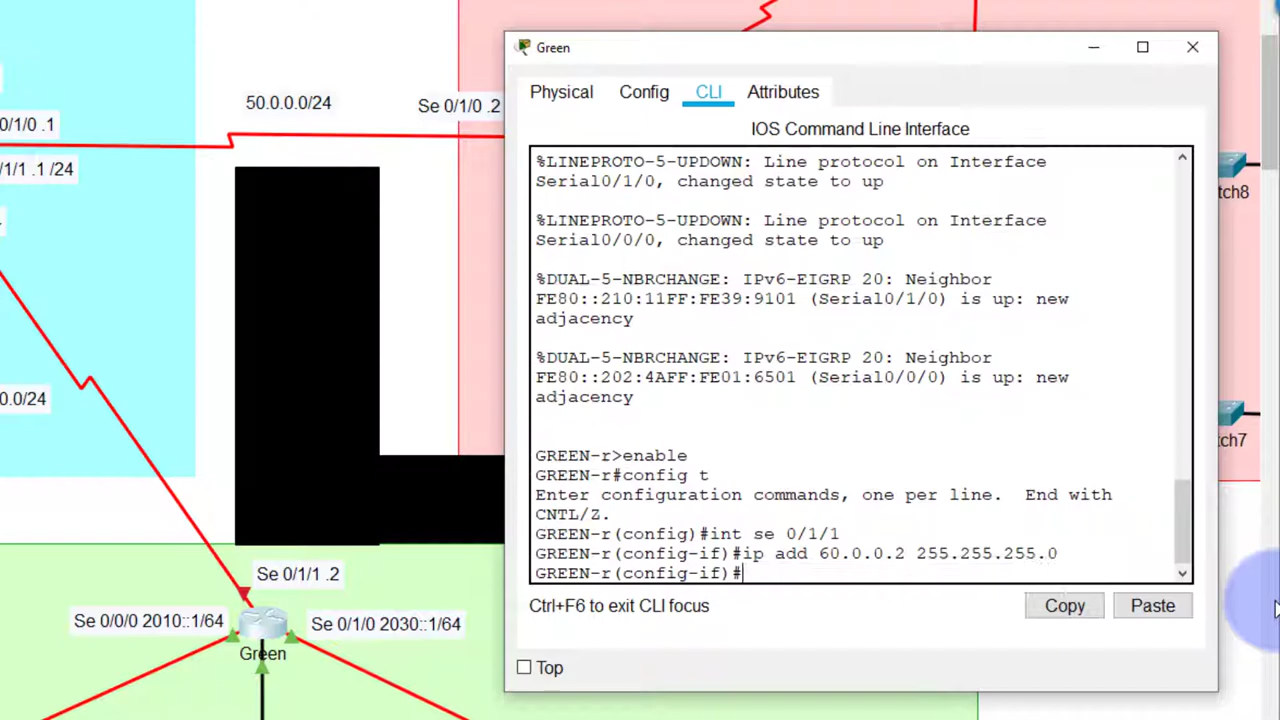 Green
Physical Config CLI Attributes
IOS Command Line Interface
%LINEPROTO-5-UPDOWN: Line protocol on Interface
Serial0/1/0, changed state to up
%LINEPROTO-5-UPDOWN: Line protocol on Interface
Serial0/0/0, changed state to up
%DUAL-5-NBRCHANGE: IPv6-EIGRP 20: Neighbor
FE80::210:11FF:FE39:9101 (Serial0/1/0) is up: new
adjacency
%DUAL-5-NBRCHANGE: IPv6-EIGRP 20: Neighbor
FE80::202:4AFF:FE01:6501 (Serial0/0/0) is up: new
adjacency
GREEN-r>enable
GREEN-r#config t
Enter configuration commands, one per line.  End with
CNTL/Z.
GREEN-r(config)#int se 0/1/1
GREEN-r(config-if)#ip add 60.0.0.2 255.255.255.0
GREEN-r(config-if)#
Ctrl+F6 to exit CLI focus
Copy Paste
Top
50.0.0.0/24
Se 0/1/0 .2
0/1/0 .1
/1/1 .1 /24
0.0/24
Se 0/1/1 .2
Se 0/0/0 2010::1/64
Se 0/1/0 2030::1/64
Green
tch8
tch7